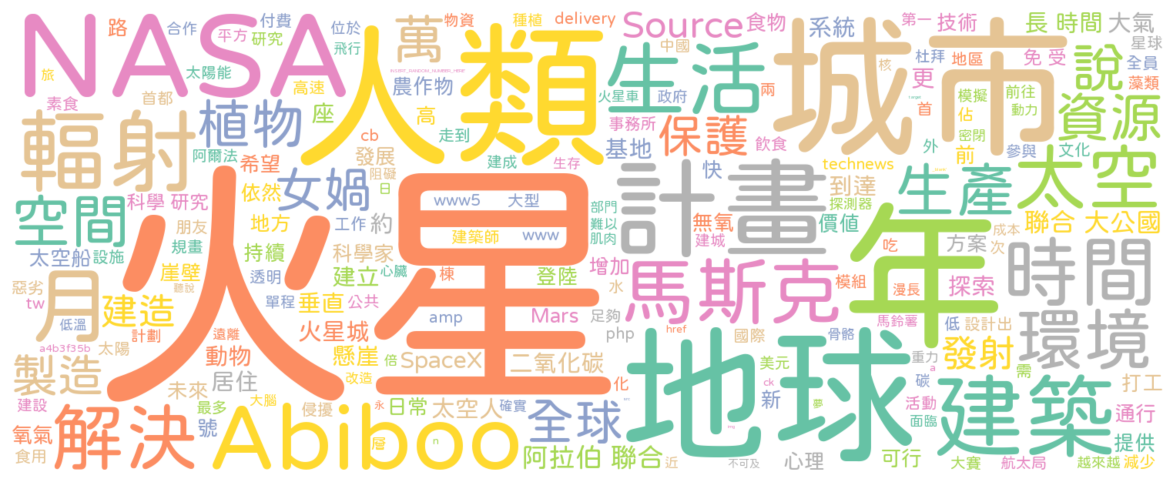 NASA
人類
城市
火星
地球
年
計畫
建築
Abiboo
輻射
植物
萬
Source
生活
保護
說
資源
太空
生產
時間
環境
馬斯克
女媧
空間
月
建造
製造
解決
全球
路
合作
付費
平方
研究
位於
飛行
太陽能
旅
素食
首都
高速
農作物
座
高
物資
種植
delivery
食物
系統
第一
技術
長 時間
大氣
星球
中國
兩
杜拜
地區
免 受
全員
更
核
模擬
前往
藻類
火星車
政府
首
佔
動力
事務所
飲食
密閉
外
參與
文化
前
基地
快
technews
到達
探測器
價值
無氧
建城
聯合
大公國
方案
成本
次
吃
阿爾法
希望
cb
發展
阻礙
走到
建成
生存
日
科學
研究
依然
朋友
地方
工作
約
規畫
持續
科學家
太空船
設施
崖壁
透明
心臟
建立
惡劣
聽說
tw
低溫
單程
垂直
公共
a4b3f35b
遠離
火星城
計劃
太陽
動物
懸崖
倍
未來
居住
改造
建設
最多
大腦
侵擾
永
日常
太空人
確實
氧氣
號
層
n
食用
www5
大型
建築師
www
棟
登陸
amp
Mars
SpaceX
二氧化碳
化
部門
難以
肌肉
增加
水
足夠
php
href
國際
美元
ck
新
夢
模組
漫長
探索
馬鈴薯
低
設計出
骨骼
重力
a
碳
需
發射
打工
活動
面臨
通行
提供
阿拉伯
聯合
近
不可及
心理
可行
大賽
航太局
越來越
減少